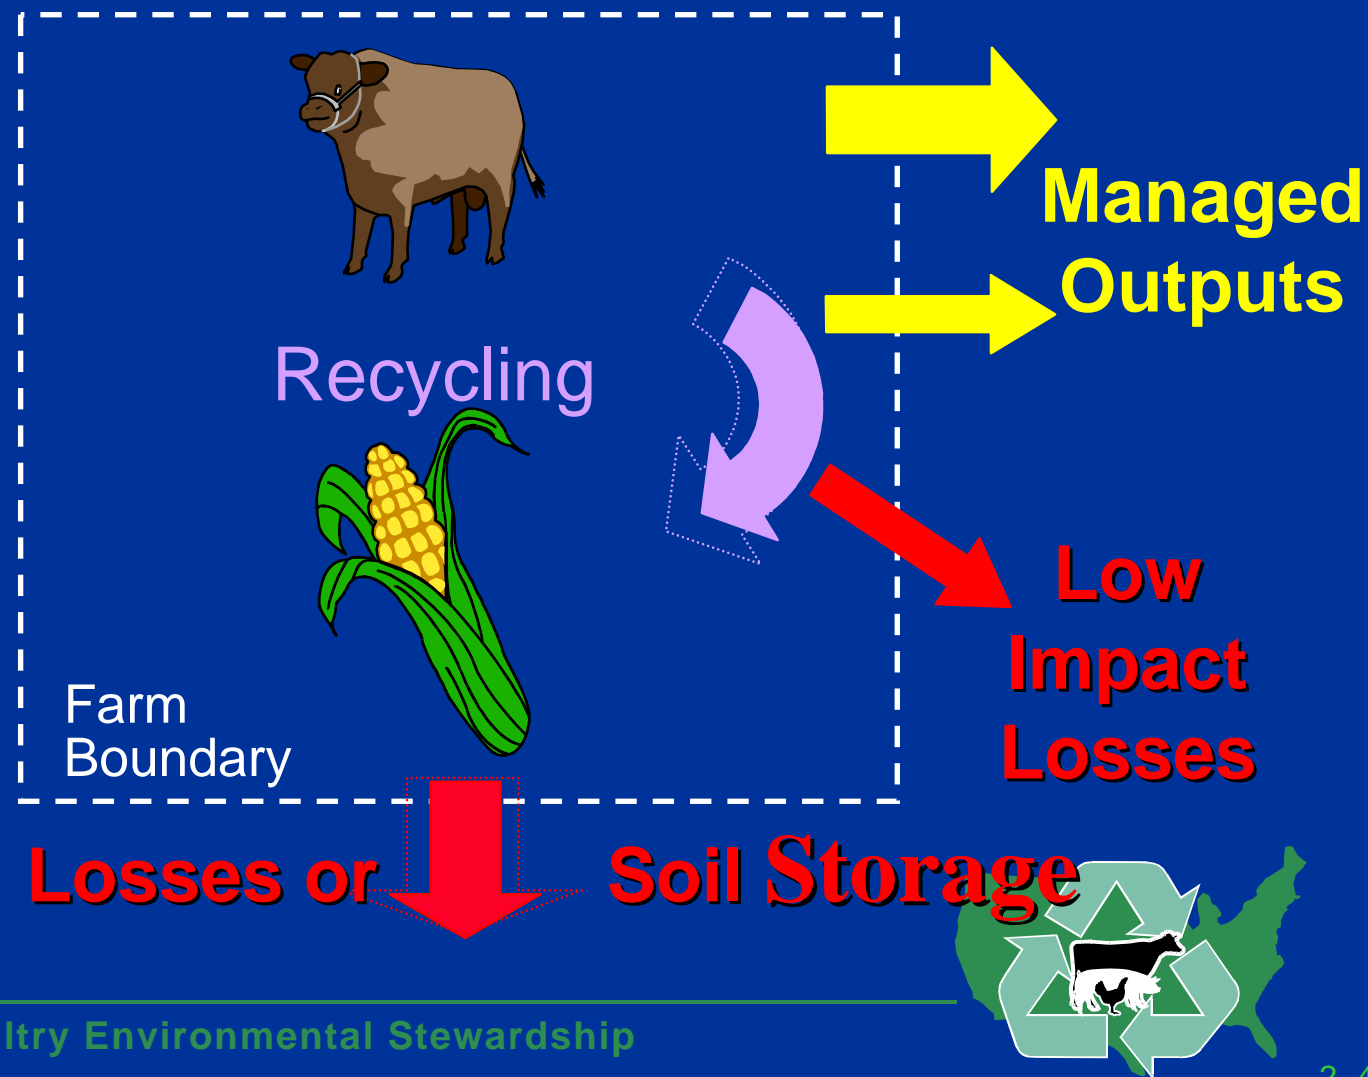 Managed
Outputs
Recycling
Low
Impact
Losses
Farm
Boundary
Losses or Soil Storage
ltry Environmental Stewardship